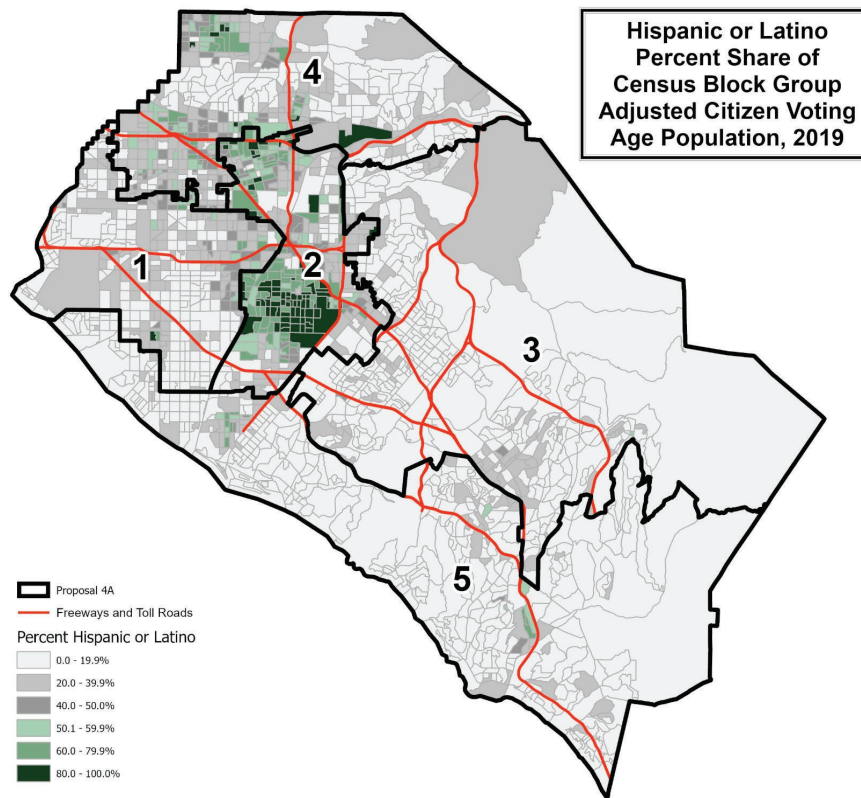 Hispanic or Latino
Percent Share of
Census Block Group
Adjusted Citizen Voting
Age Population, 2019
4
1
2
3
5
Proposal 4A
Freeways and Toll Roads
Percent Hispanic or Latino
0.0 - 19.9%
20.0 - 39.9%
40.0 - 50.0%
50.1 - 59.9%
60.0 - 79.9%
80.0 - 100.0%